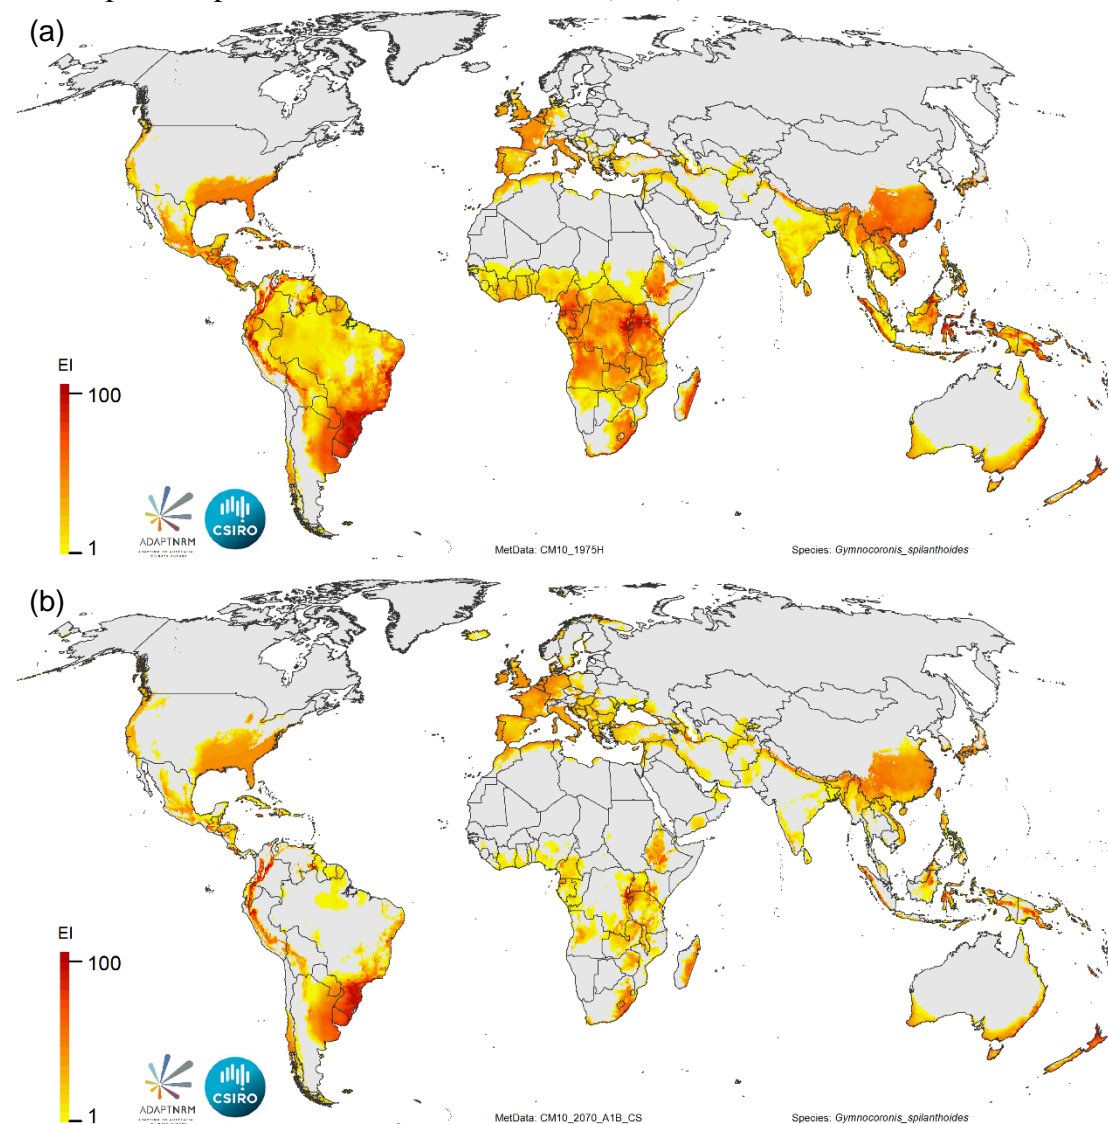 (a)
EI
100
1
ADAPTNRM
CSIRO
MetData: CM10_1975H
Species: Gymnocoronis_spilanthoides
(b)
EI
100
1
ADAPTNRM
CSIRO
MetData: CM10_2070_A1B_CS
Species: Gymnocoronis_spilanthoides